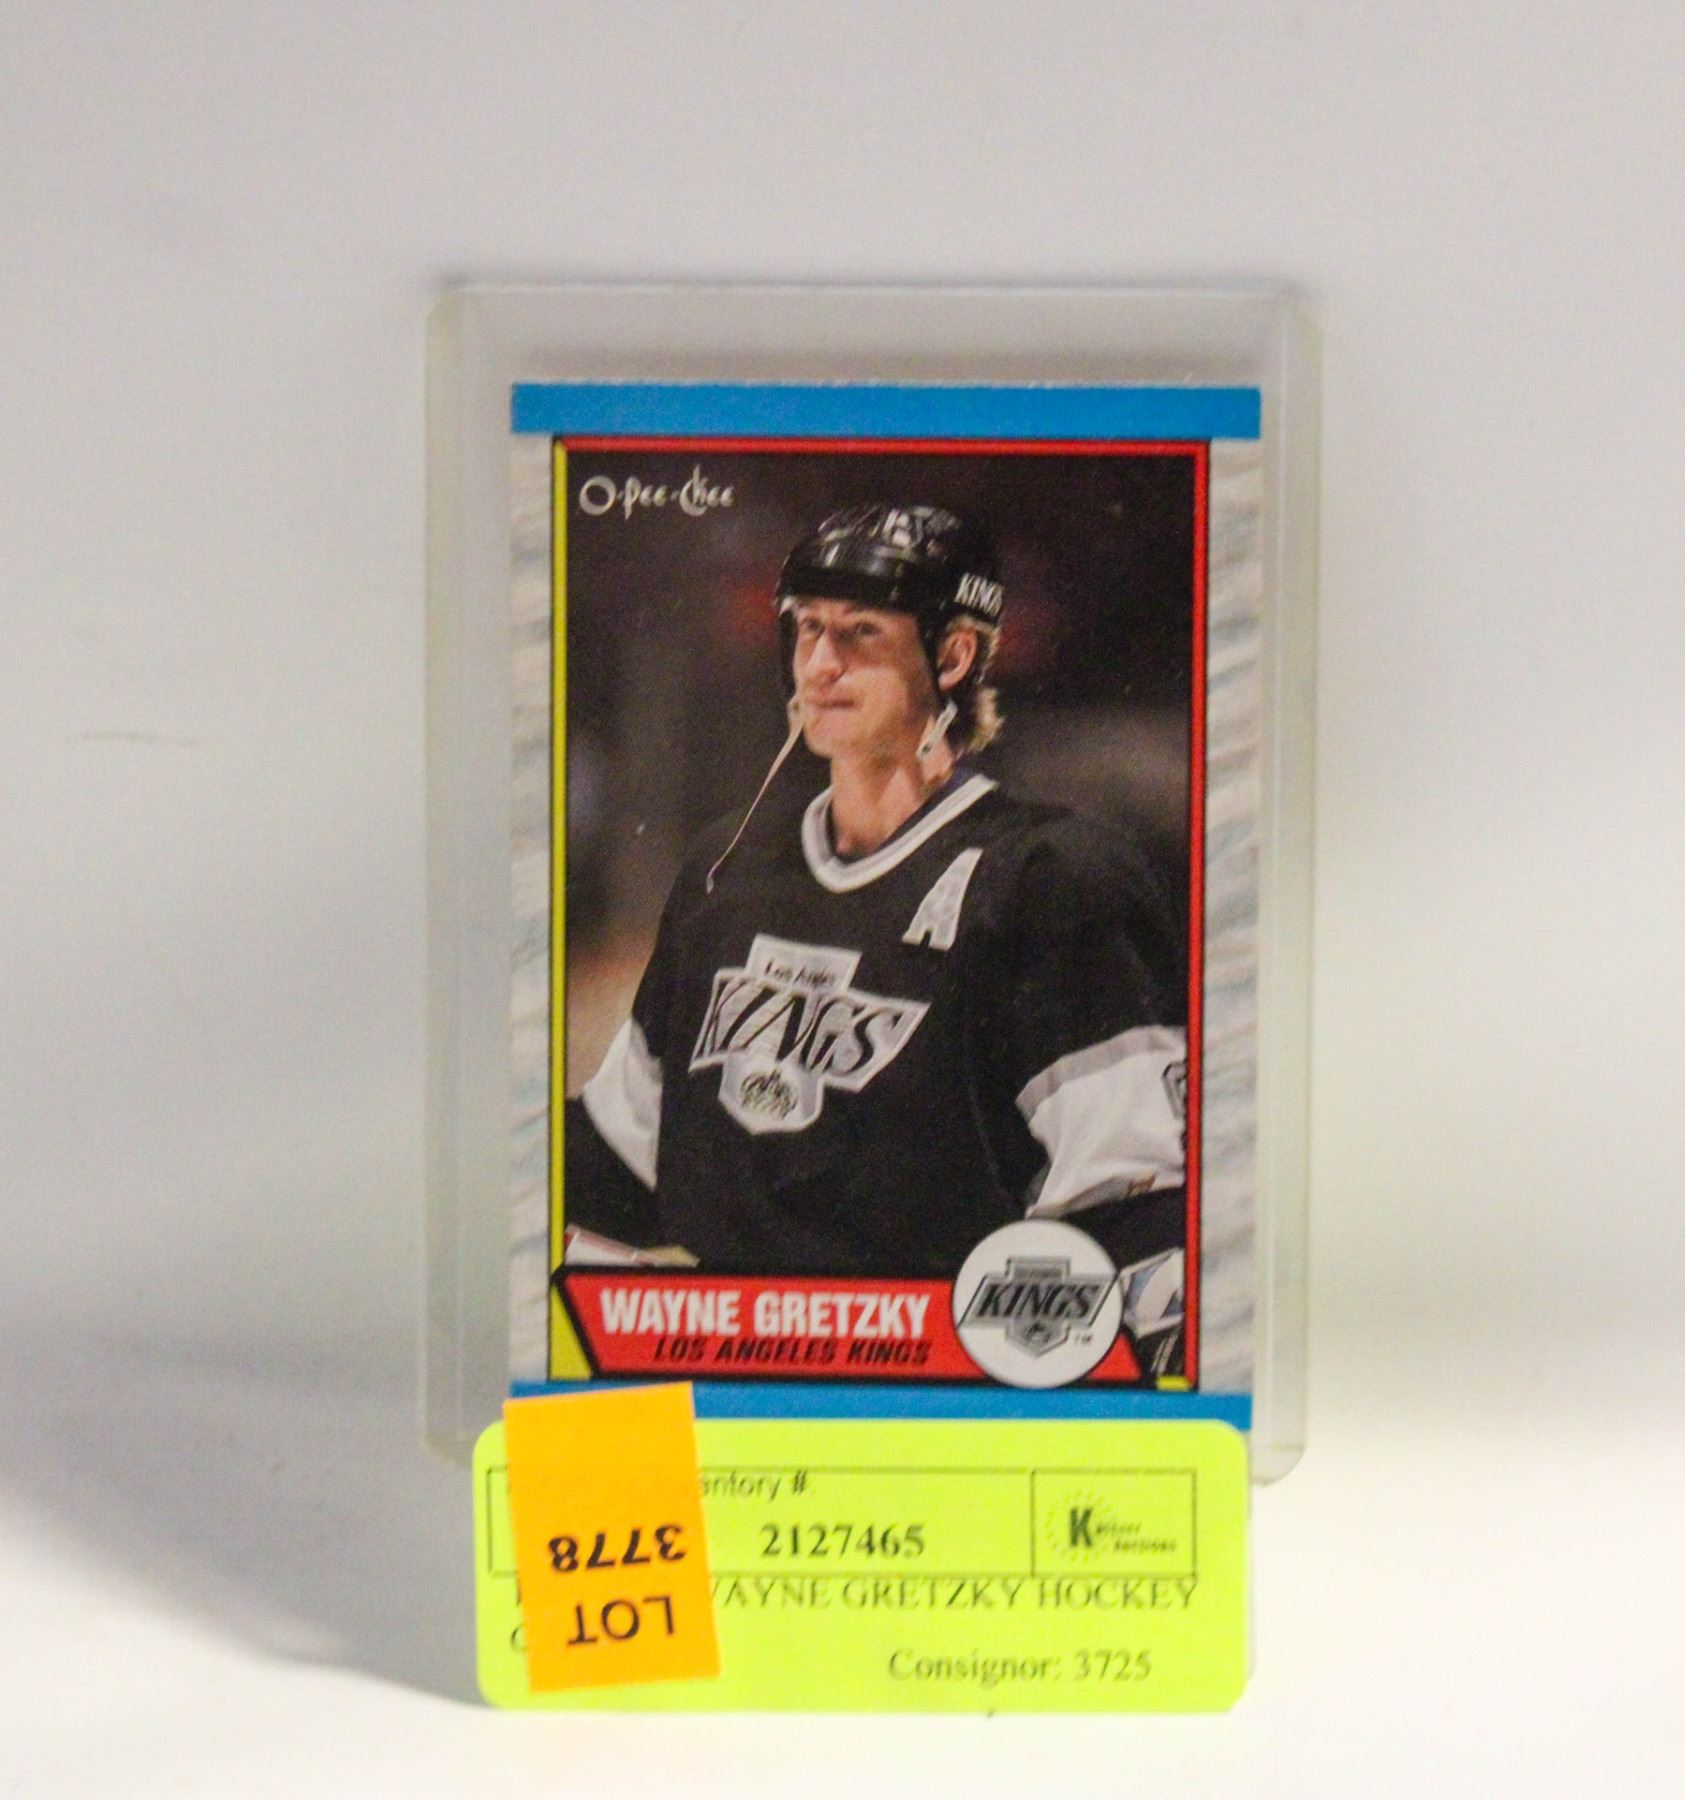 O-Pee-Chee
KINGS
A
Los Angeles
KINGS
WAYNE GRETZKY
LOS ANGELES KINGS
KINGS
TM
LOT
3778
2127465
K
WAYNE GRETZKY HOCKEY
Consignor: 3725